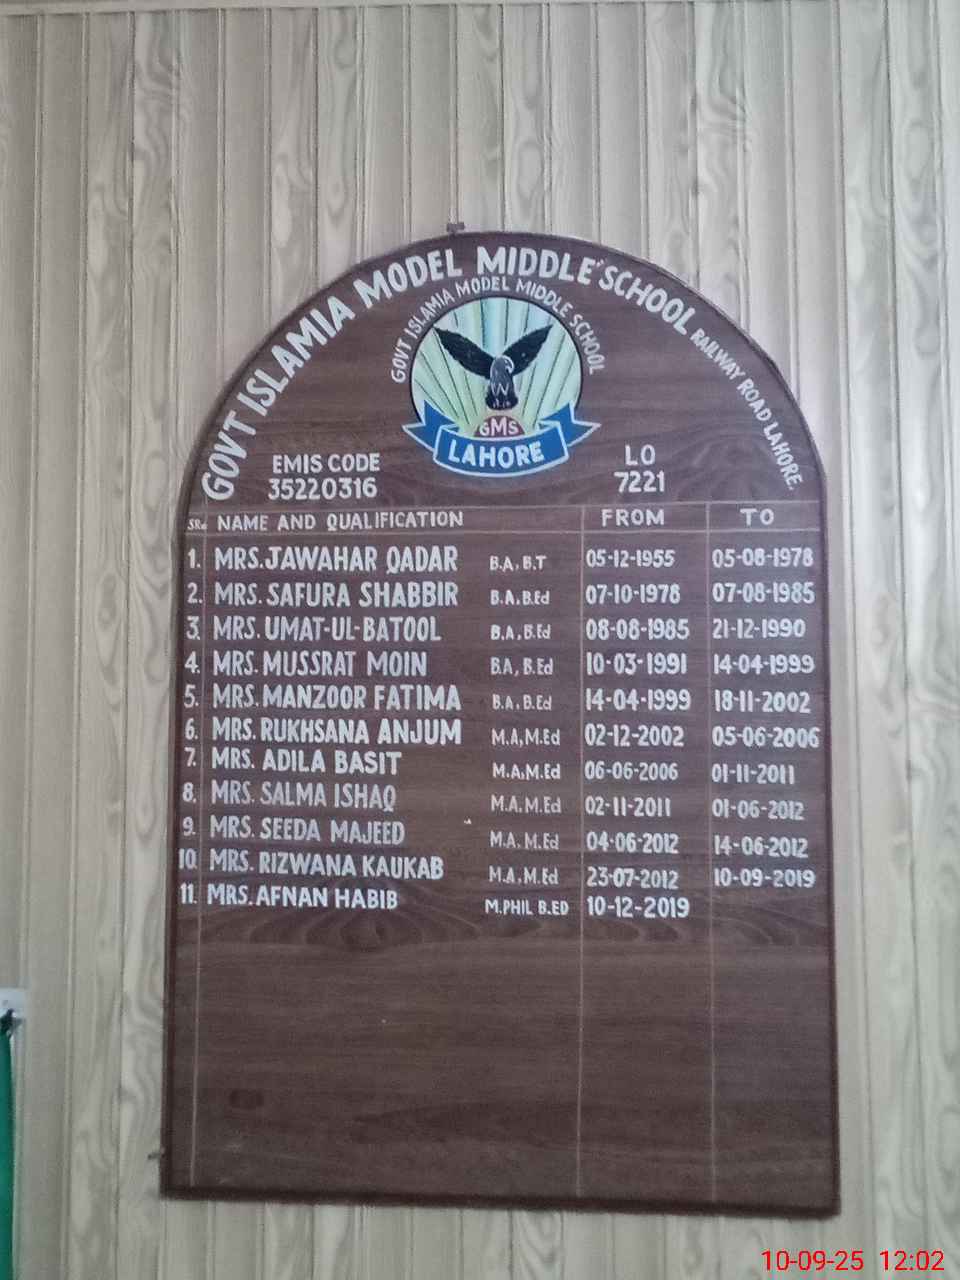 GOVT ISLAMIA MODEL MIDDLE SCHOOL RAILWAY ROAD LAHORE.
GOVT ISLAMIA MODEL MIDDLE SCHOOL
GMS
LAHORE
EMIS CODE LO
35220316 7221
SR. NAME AND QUALIFICATION FROM TO
1. MRS. JAWAHAR QADAR B.A, B.T 05-12-1955 05-08-1978
2. MRS. SAFURA SHABBIR B.A, B.Ed 07-10-1978 07-08-1985
3. MRS. UMAT-UL-BATOOL B.A, B.Ed 08-08-1985 21-12-1990
4. MRS. MUSSRAT MOIN B.A, B.Ed 10-03-1991 14-04-1999
5. MRS. MANZOOR FATIMA B.A, B.Ed 14-04-1999 18-11-2002
6. MRS. RUKHSANA ANJUM M.A, M.Ed 02-12-2002 05-06-2006
7. MRS. ADILA BASIT M.A, M.Ed 06-06-2006 01-11-2011
8. MRS. SALMA ISHAQ M.A, M.Ed 02-11-2011 01-06-2012
9. MRS. SEEDA MAJEED M.A, M.Ed 04-06-2012 14-06-2012
10. MRS. RIZWANA KAUKAB M.A, M.Ed 23-07-2012 10-09-2019
11. MRS. AFNAN HABIB M.PHIL B.ED 10-12-2019
10-09-25 12:02